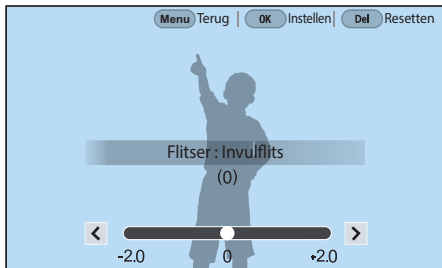 Menu Terug | OK Instellen | Del Resetten
Flitser : Invulflits
(0)
< >
-2.0 0 +2.0